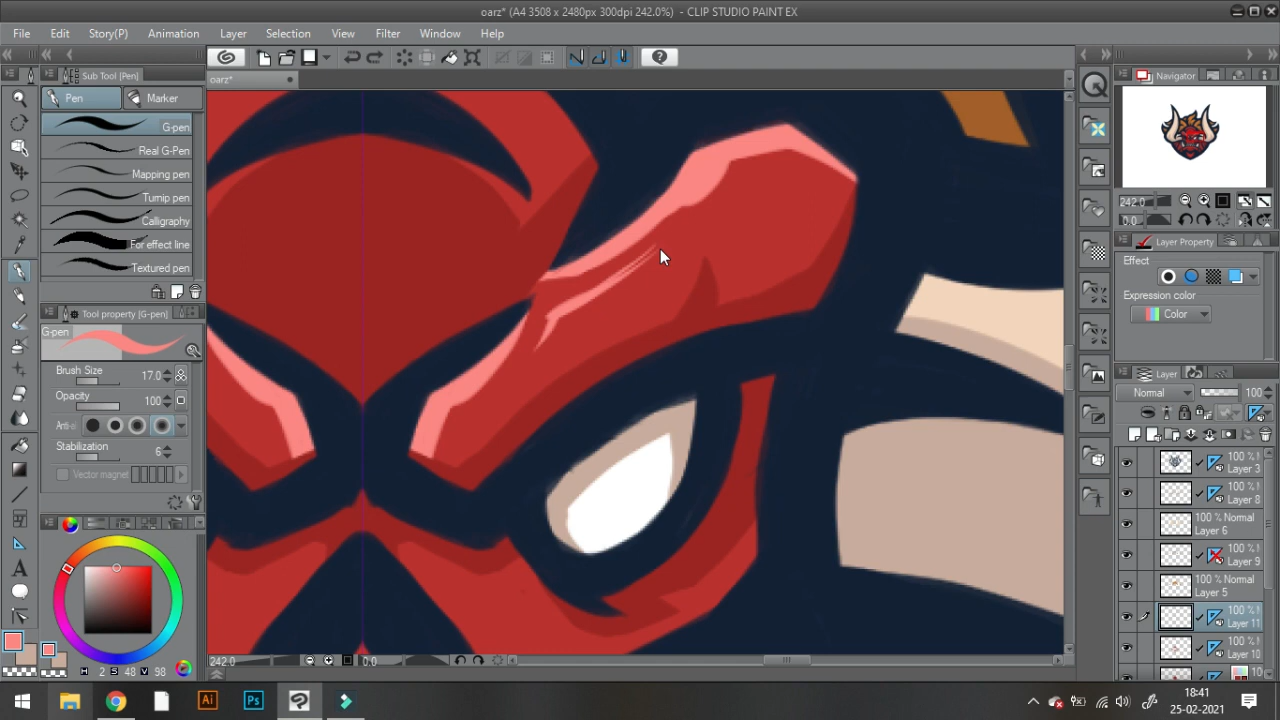 oarz* (A4 3508 x 2480px 300dpi 242.0%) - CLIP STUDIO PAINT EX
File Edit Story(P) Animation Layer Selection View Filter Window Help
Sub Tool [Pen]
oarz*
Navigator
Pen Marker
G-pen
Real G-Pen
Mapping pen
Turnip pen
Calligraphy
For effect line
Textured pen
Tool property [G-pen]
G-pen
Brush Size 17.0
Opacity 100
Anti-al
Stabilization 6
Vector magnet
H 2 S 48 V 98
242.0 0.0
242.0
0.0
Layer Property
Effect
Expression color
Color
Layer
Normal 100
100 % !
Layer 3
100 % !
Layer 8
100 % Normal
Layer 6
100 % !
Layer 9
100 % Normal
Layer 5
100 % !
Layer 11
100 % !
Layer 10
10
Ai Ps
18:41
25-02-2021